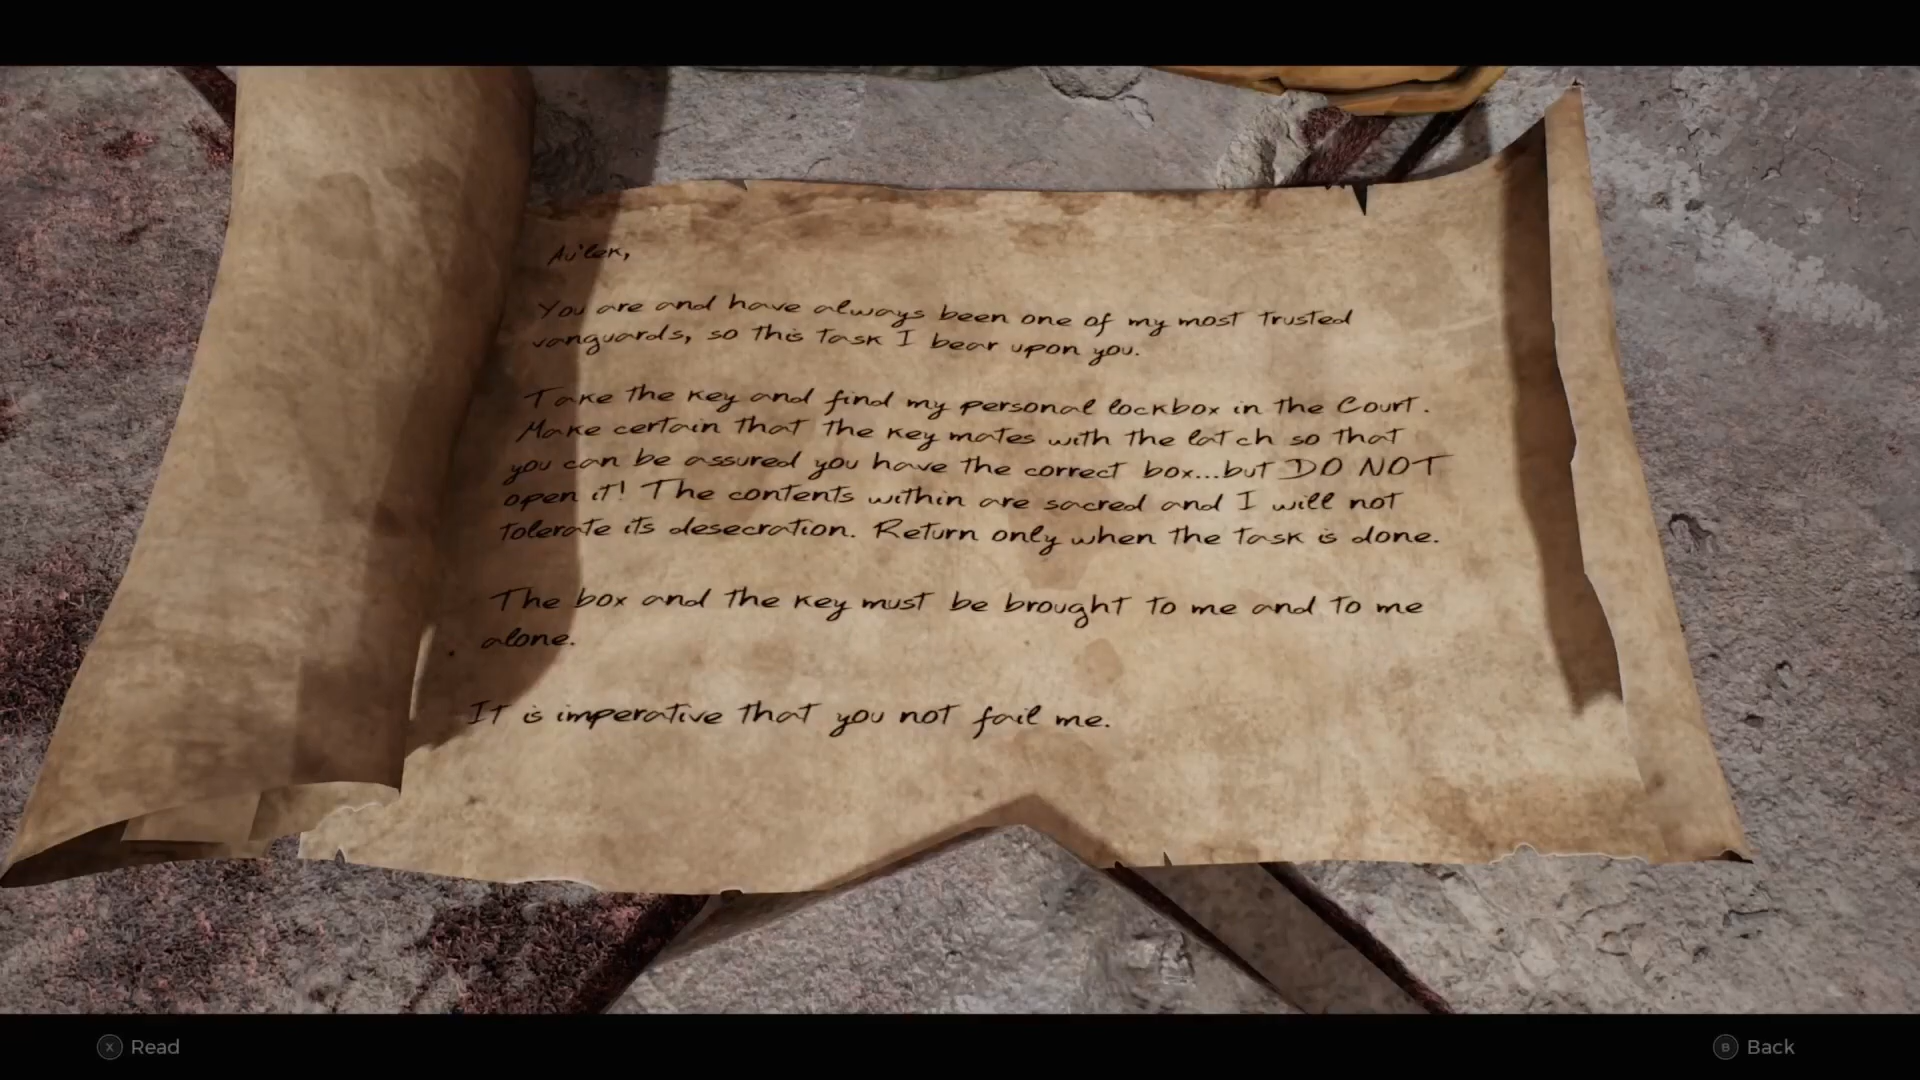 Av'lek,
You are and have always been one of my most trusted
vanguards, so this task I bear upon you.
Take the key and find my personal lockbox in the Court.
Make certain that the key mates with the latch so that
you can be assured you have the correct box...but DO NOT
open it! The contents within are sacred and I will not
tolerate its desecration. Return only when the task is done.
The box and the key must be brought to me and to me
alone.
It is imperative that you not fail me.
X Read
B Back